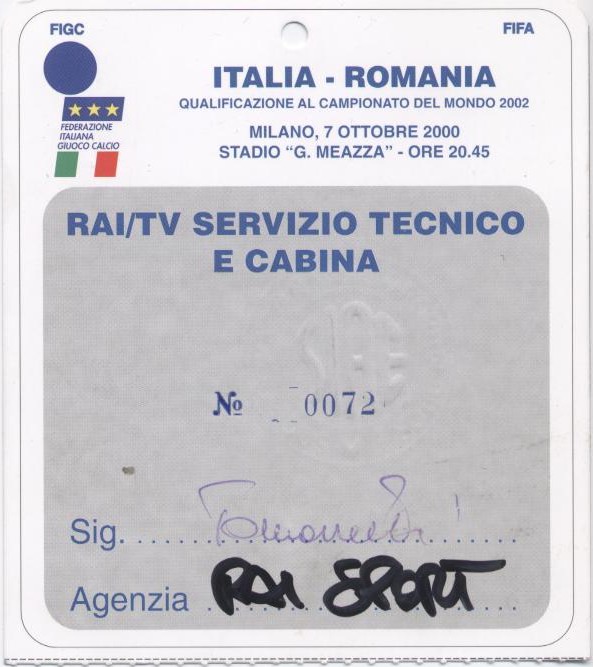 FIGC
FIFA
FEDERAZIONE
ITALIANA
GIUOCO CALCIO
ITALIA - ROMANIA
QUALIFICAZIONE AL CAMPIONATO DEL MONDO 2002
MILANO, 7 OTTOBRE 2000
STADIO “G. MEAZZA” - ORE 20.45
RAI/TV SERVIZIO TECNICO
E CABINA
No 0072
Sig.
Agenzia RAI SPORT